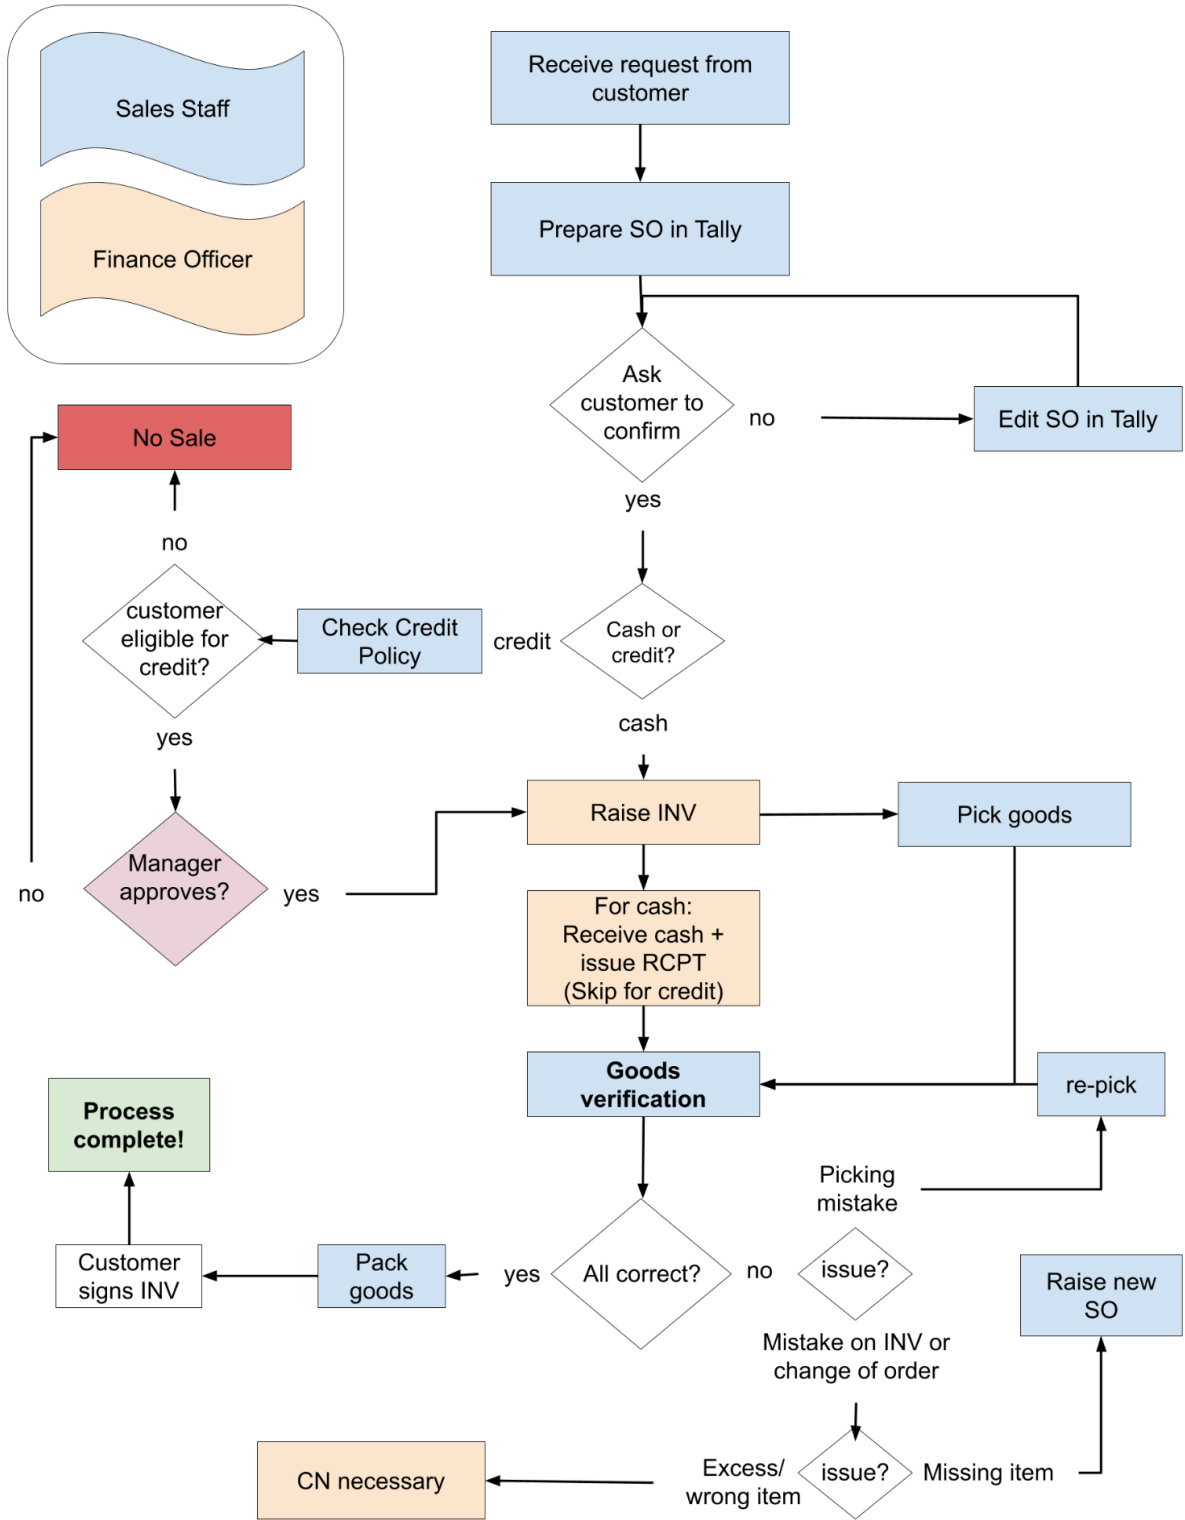 Sales Staff
Finance Officer
Receive request from
customer
Prepare SO in Tally
Ask
customer to
confirm
no
Edit SO in Tally
yes
No Sale
no
customer
eligible for
credit?
Check Credit
Policy
credit
Cash or
credit?
yes
cash
Manager
approves?
no
yes
Raise INV
Pick goods
For cash:
Receive cash +
issue RCPT
(Skip for credit)
Goods
verification
re-pick
Process
complete!
Picking
mistake
Customer
signs INV
Pack
goods
yes
All correct?
no
issue?
Raise new
SO
Mistake on INV or
change of order
CN necessary
Excess/
wrong item
issue?
Missing item